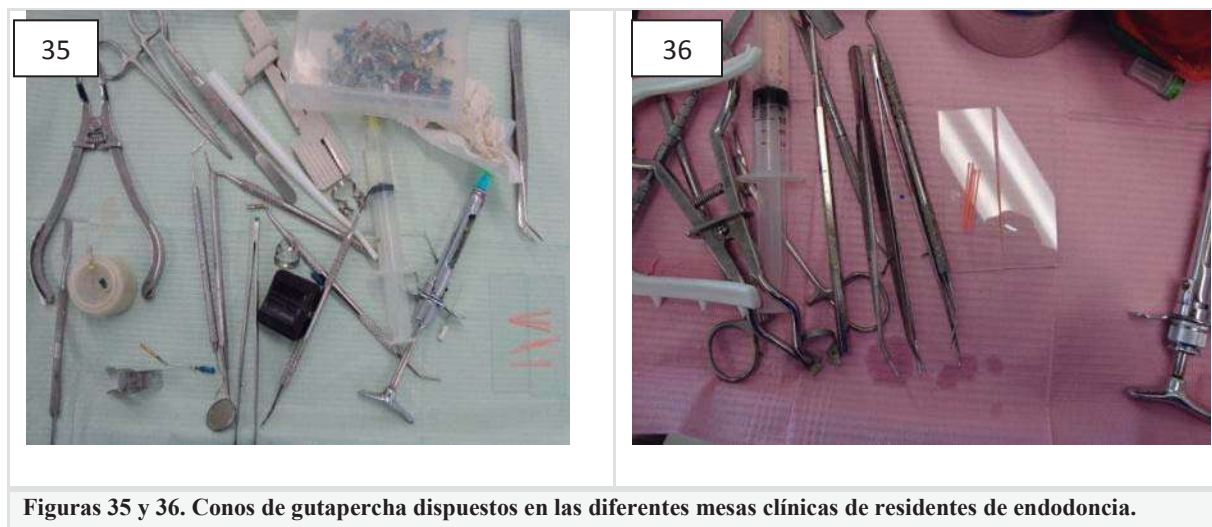 35
36
Figuras 35 y 36. Conos de gutapercha dispuestos en las diferentes mesas clínicas de residentes de endodoncia.